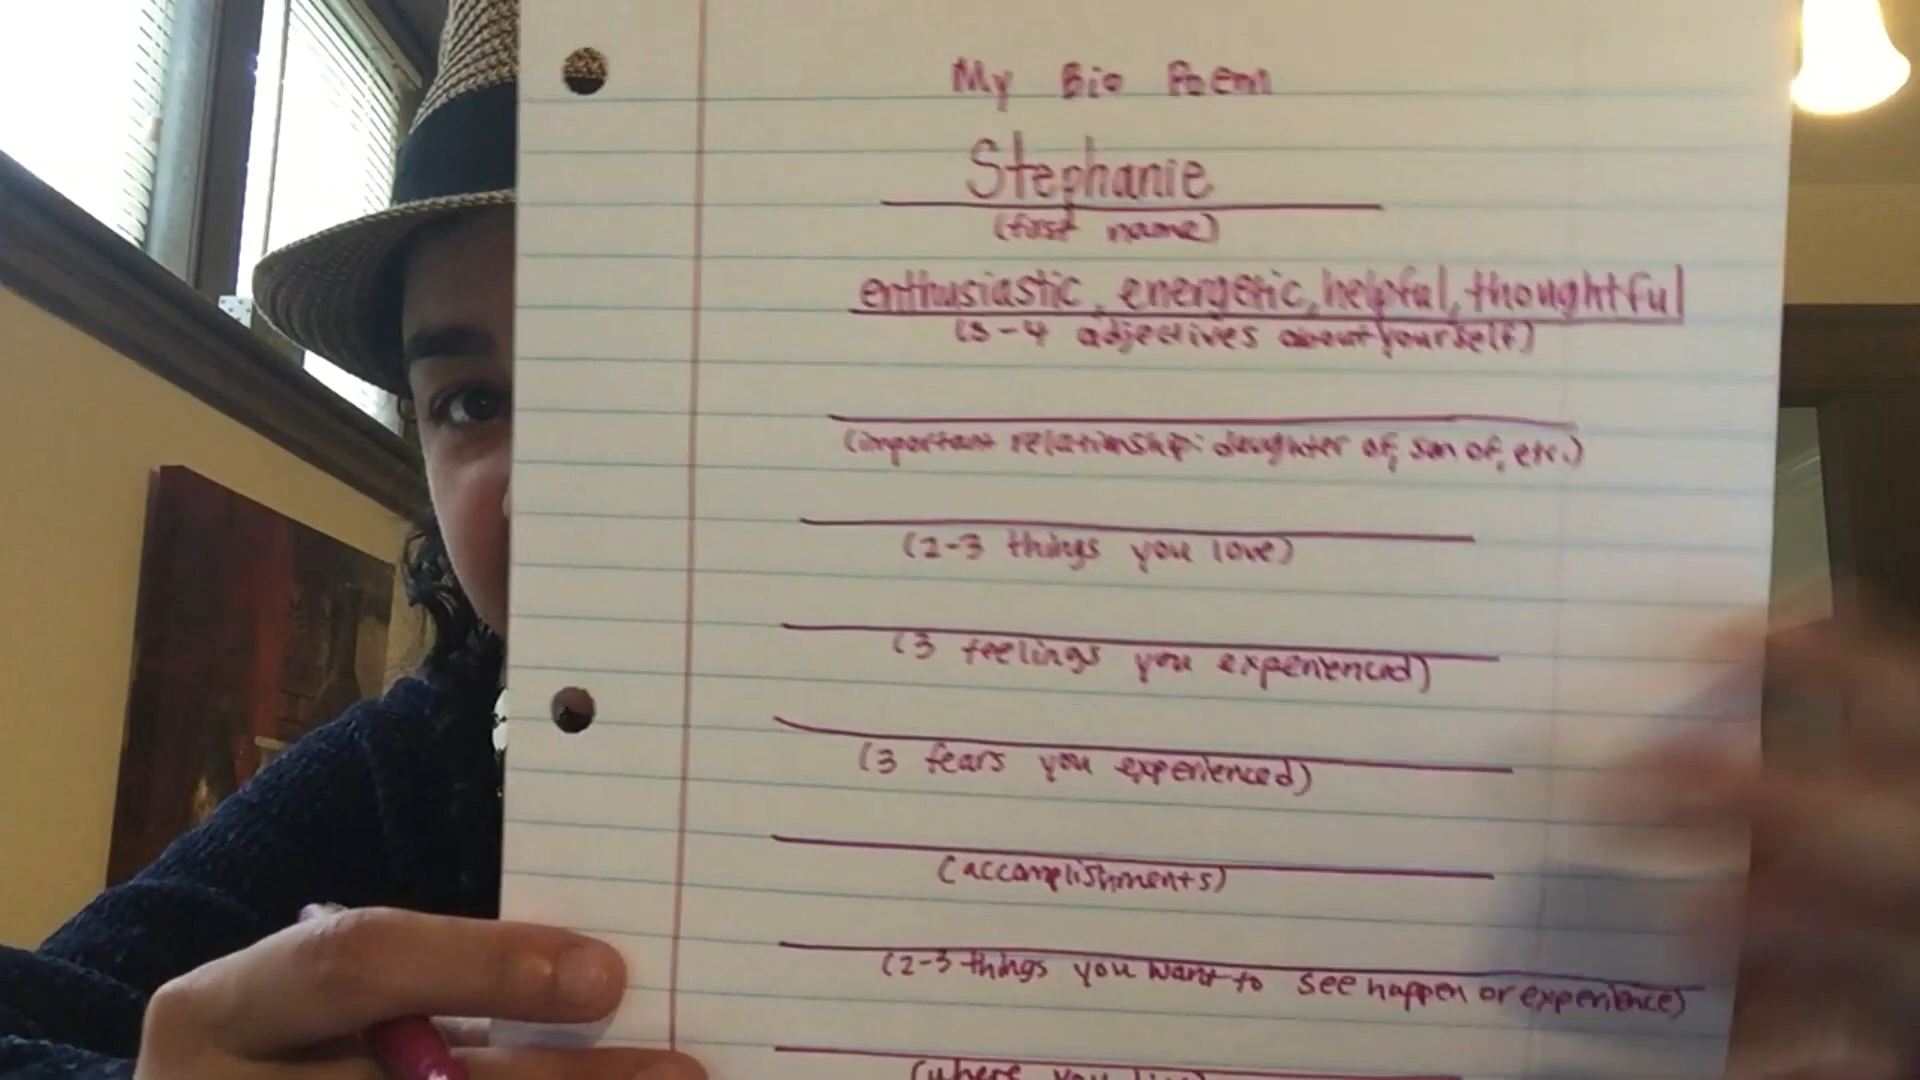 My Bio Poem
Stephanie
(first name)
enthusiastic, energetic, helpful, thoughtful
(3-4 adjectives about yourself)
(important relationship: daughter of, son of, etc.)
(2-3 things you love)
(3 feelings you experienced)
(3 fears you experienced)
(accomplishments)
(2-3 things you want to see happen or experience)
(where you